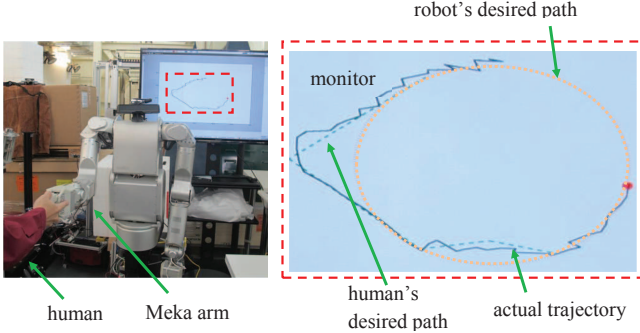 robot's desired path
monitor
human
Meka arm
human's
desired path
actual trajectory